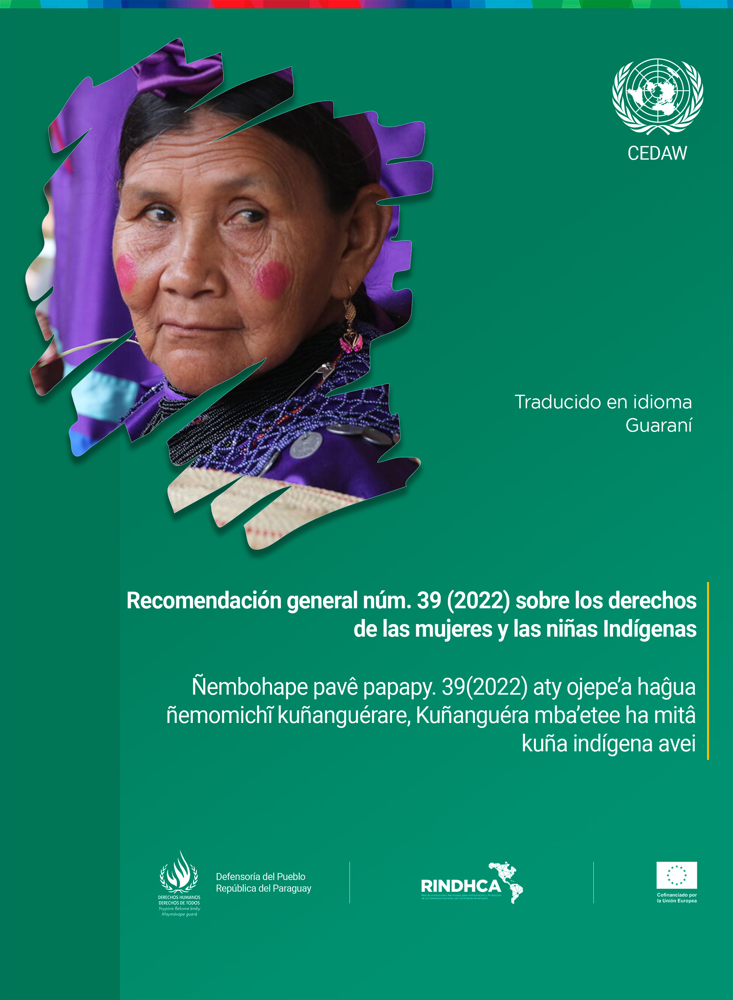 CEDAW
Traducido en idioma
Guaraní
Recomendación general núm. 39 (2022) sobre los derechos
de las mujeres y las niñas Indígenas
Ñembohape pavê papapy. 39(2022) aty ojepe’a haĝua
ñemomichĩ kuñanguérare, Kuñanguéra mba’etee ha mitâ
kuña indígena avei
DERECHOS HUMANOS
DERECHOS DE TODOS
Yvypóra Rekome’ẽmby
Maymávape guarã
Defensoría del Pueblo
República del Paraguay
RINDHCA
Red de Instituciones Nacionales para la Promoción y Protección
de los Derechos Humanos del Continente Americano
Cofinanciado por
la Unión Europea